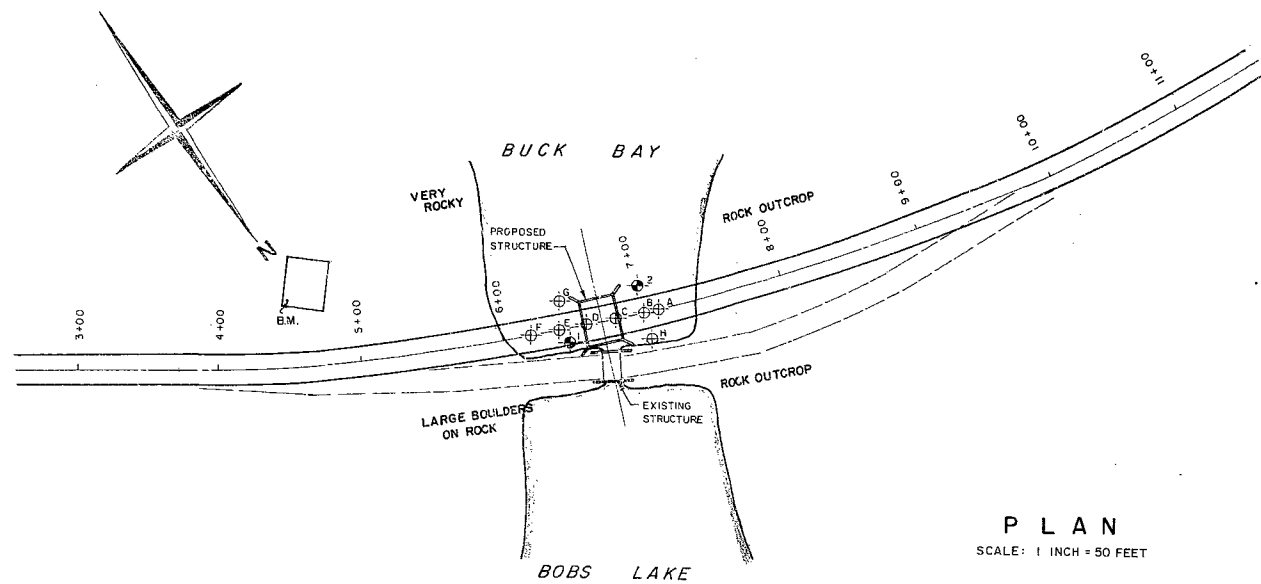 BUCK BAY
VERY
ROCKY
PROPOSED
STRUCTURE
ROCK OUTCROP
N
B.M.
3+00
4+00
5+00
6+00
7+00
8+00
9+00
10+00
11+00
G
2
F
E
D
C
B
A
1
H
ROCK OUTCROP
EXISTING
STRUCTURE
LARGE BOULDERS
ON ROCK
BOBS LAKE
PLAN
SCALE: 1 INCH = 50 FEET